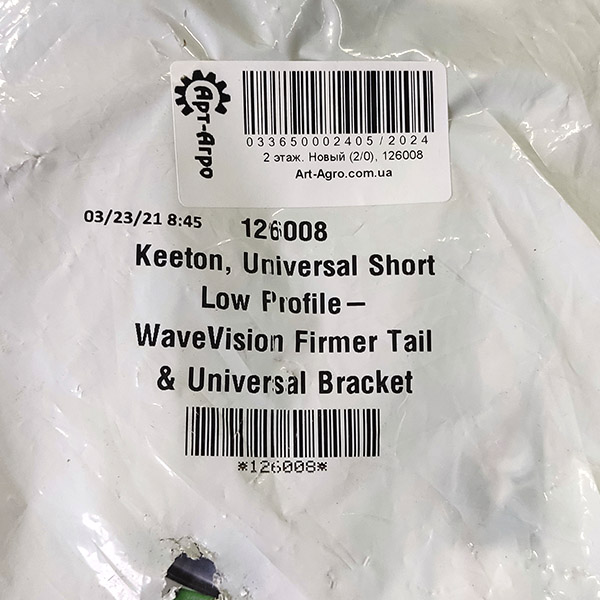 Арт-Агро
033650002405/2024
2 этаж. Новый (2/0), 126008
Art-Agro.com.ua
03/23/21 8:45
126008
Keeton, Universal Short
Low Profile—
WaveVision Firmer Tail
& Universal Bracket
*126008*